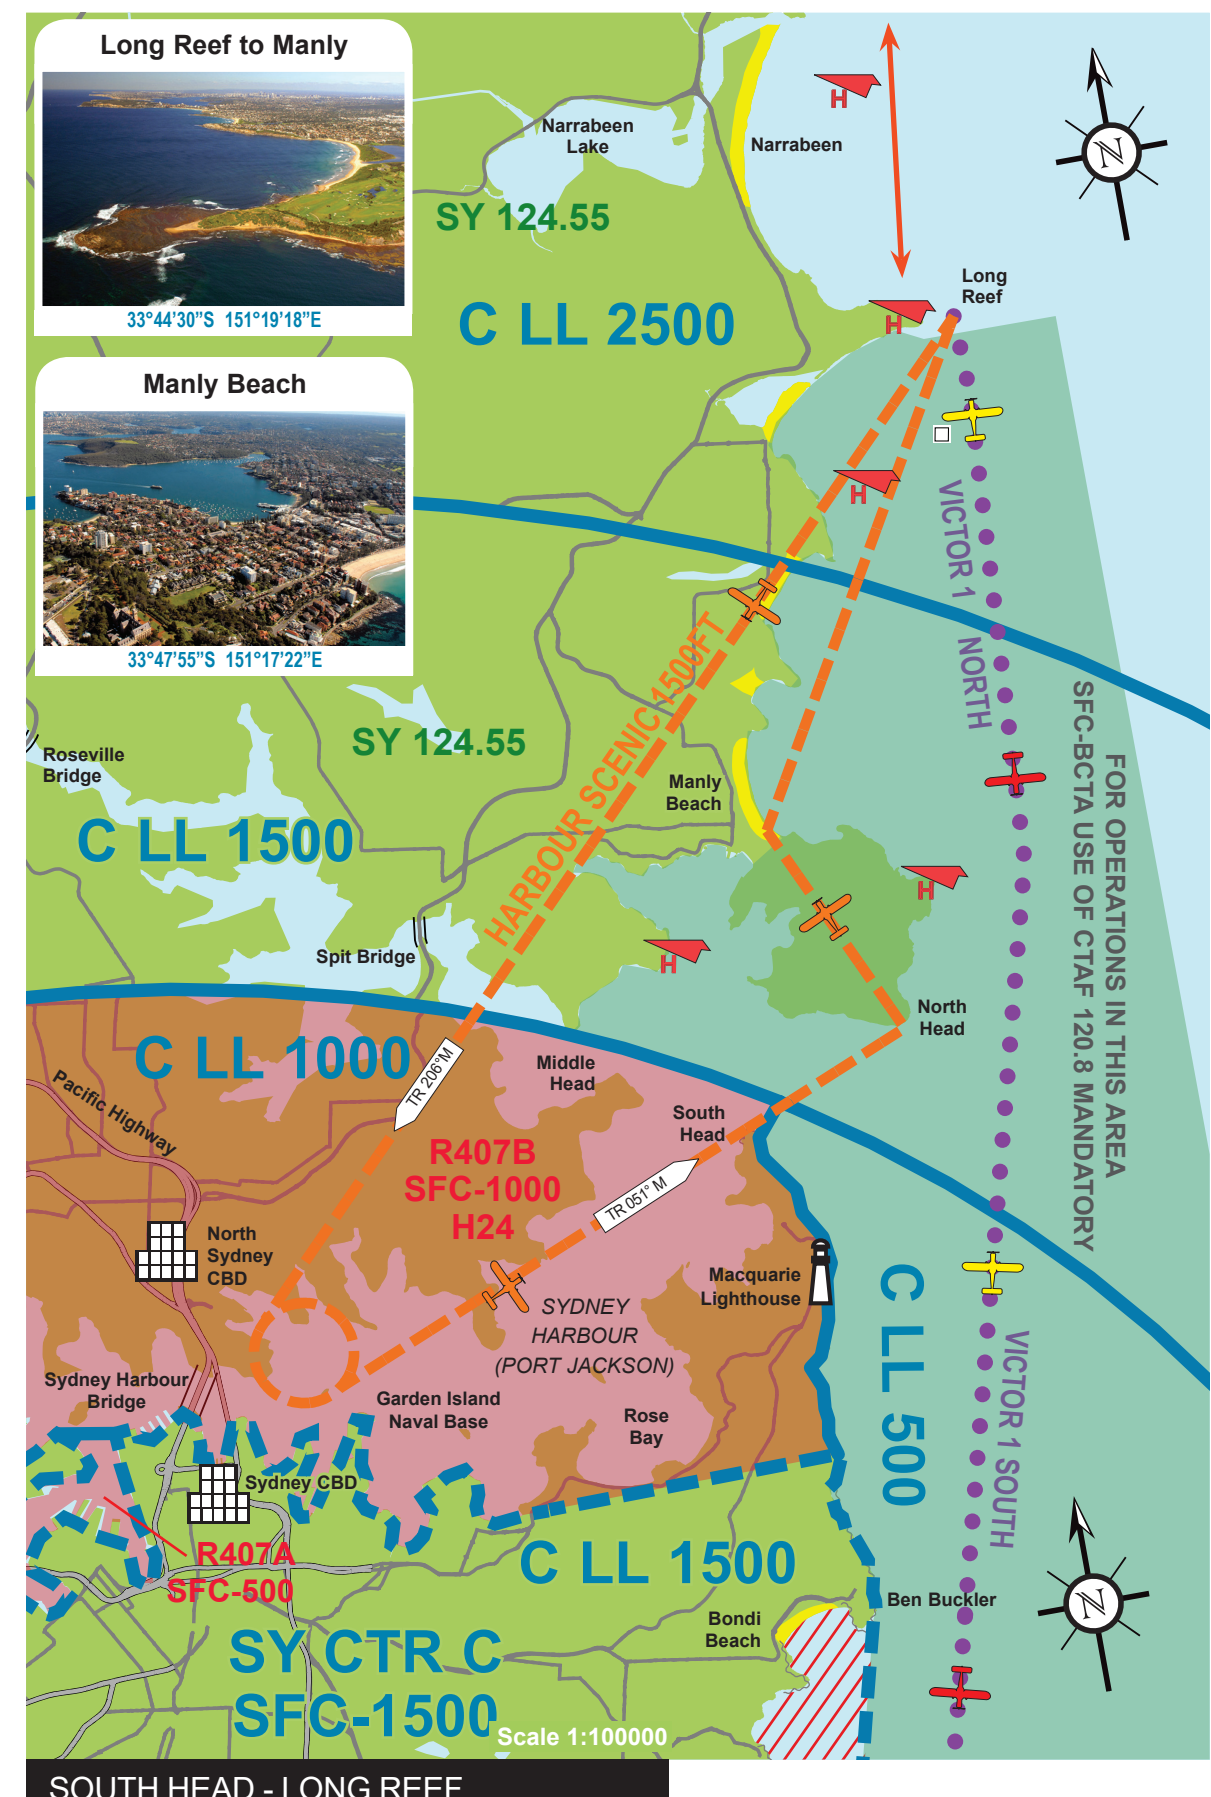 Long Reef to Manly
33°44’30”S 151°19’18”E
Manly Beach
33°47’55”S 151°17’22”E
Narrabeen
Lake
H
Narrabeen
N
SY 124.55
C LL 2500
Long
Reef
H
H
VICTOR 1 NORTH
HARBOUR SCENIC 1500FT
FOR OPERATIONS IN THIS AREA
SFC-BCTA USE OF CTAF 120.8 MANDATORY
SY 124.55
Roseville
Bridge
Manly
Beach
C LL 1500
H
H
Spit Bridge
North
Head
C LL 1000
TR 206°M
Middle
Head
Pacific Highway
South
Head
R407B
SFC-1000
H24
TR 051° M
North
Sydney
CBD
Macquarie
Lighthouse
C LL 500
SYDNEY
HARBOUR
(PORT JACKSON)
VICTOR 1 SOUTH
Sydney Harbour
Bridge
Garden Island
Naval Base
Rose
Bay
Sydney CBD
R407A
SFC-500
C LL 1500
Ben Buckler
N
Bondi
Beach
SY CTR C
SFC-1500
Scale 1:100000
SOUTH HEAD - LONG REEF